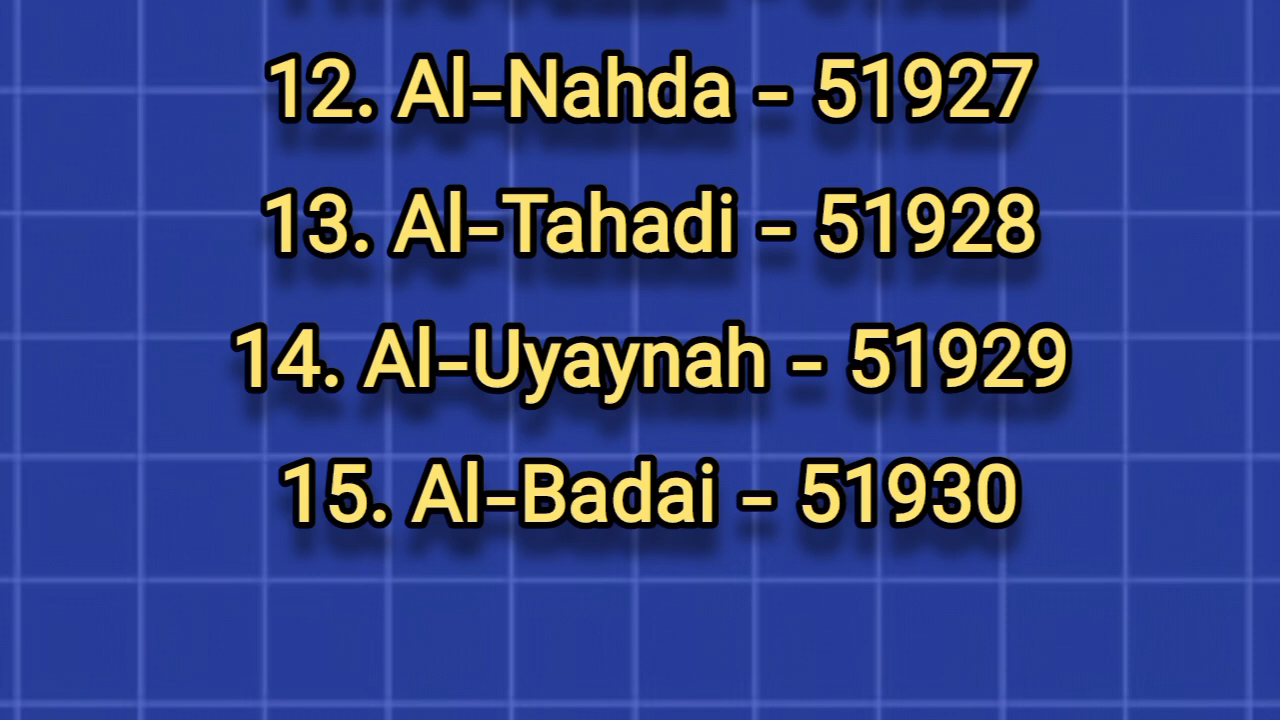 12. Al-Nahda - 51927
13. Al-Tahadi - 51928
14. Al-Uyaynah - 51929
15. Al-Badai - 51930